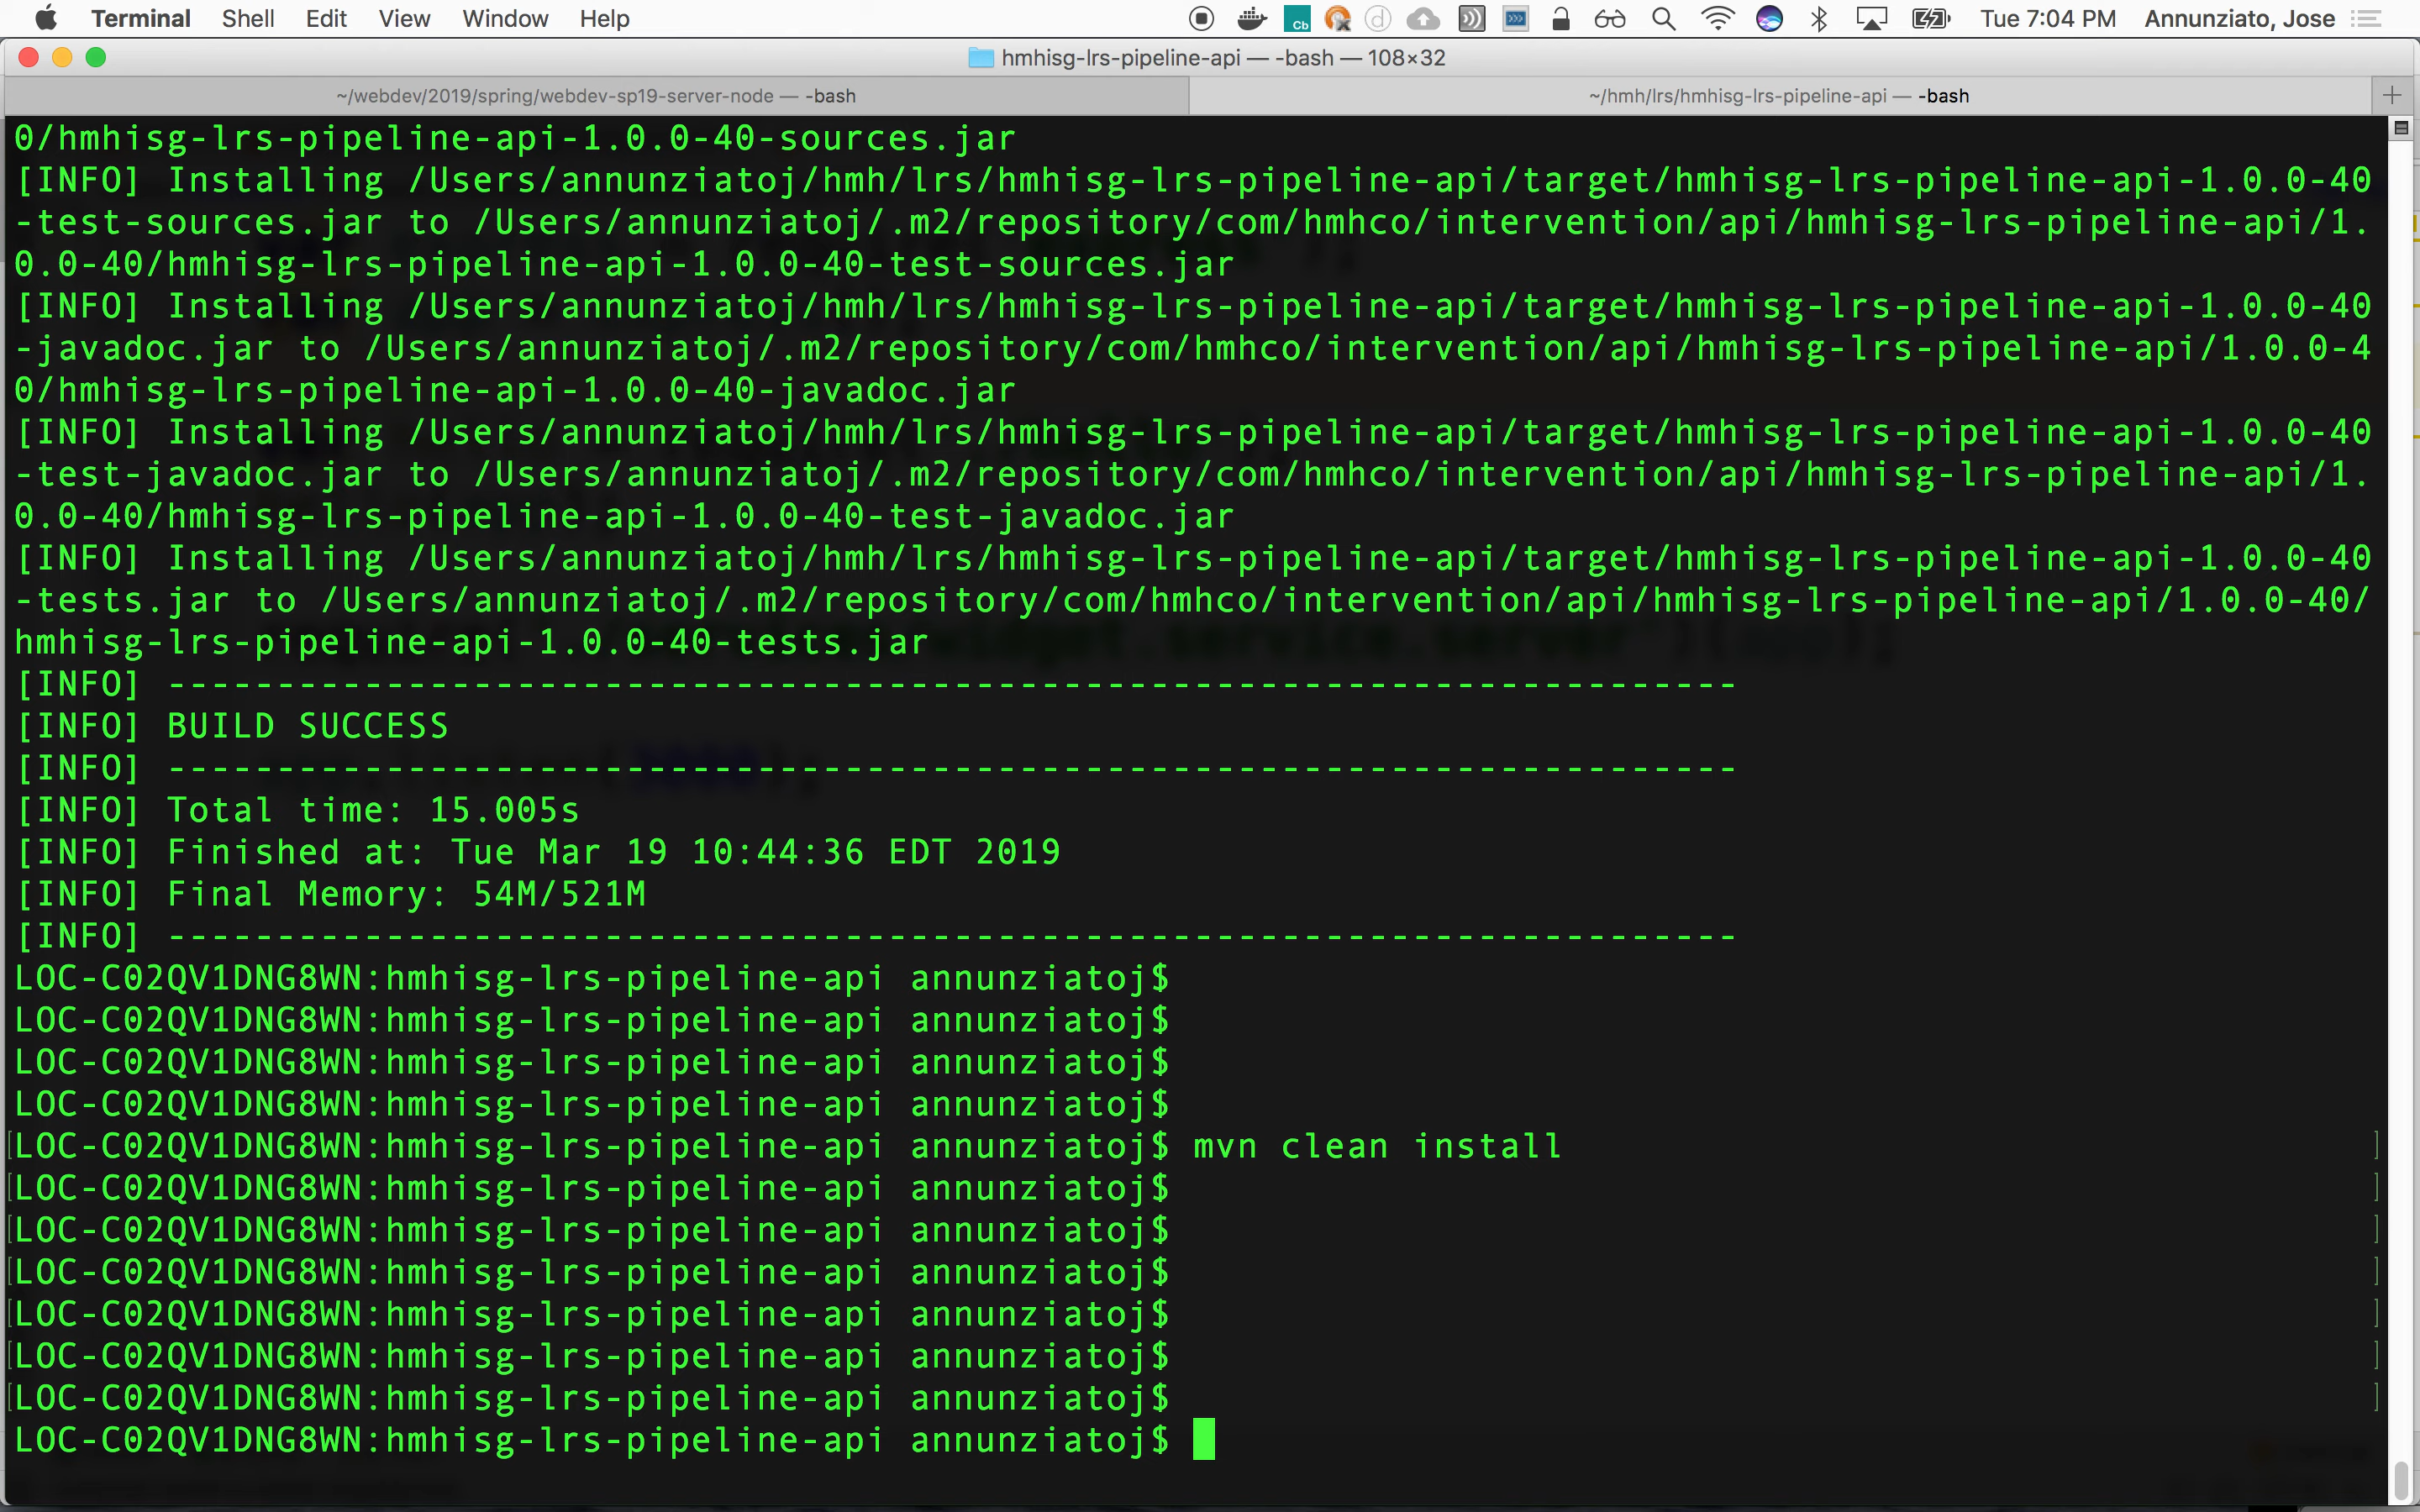 Terminal Shell Edit View Window Help Cb Tue 7:04 PM Annunziato, Jose
hmhisg-lrs-pipeline-api — -bash — 108×32
~/webdev/2019/spring/webdev-sp19-server-node — -bash ~/hmh/lrs/hmhisg-lrs-pipeline-api — -bash +
0/hmhisg-lrs-pipeline-api-1.0.0-40-sources.jar
[INFO] Installing /Users/annunziatoj/hmh/lrs/hmhisg-lrs-pipeline-api/target/hmhisg-lrs-pipeline-api-1.0.0-40
-test-sources.jar to /Users/annunziatoj/.m2/repository/com/hmhco/intervention/api/hmhisg-lrs-pipeline-api/1.
0.0-40/hmhisg-lrs-pipeline-api-1.0.0-40-test-sources.jar
[INFO] Installing /Users/annunziatoj/hmh/lrs/hmhisg-lrs-pipeline-api/target/hmhisg-lrs-pipeline-api-1.0.0-40
-javadoc.jar to /Users/annunziatoj/.m2/repository/com/hmhco/intervention/api/hmhisg-lrs-pipeline-api/1.0.0-4
0/hmhisg-lrs-pipeline-api-1.0.0-40-javadoc.jar
[INFO] Installing /Users/annunziatoj/hmh/lrs/hmhisg-lrs-pipeline-api/target/hmhisg-lrs-pipeline-api-1.0.0-40
-test-javadoc.jar to /Users/annunziatoj/.m2/repository/com/hmhco/intervention/api/hmhisg-lrs-pipeline-api/1.
0.0-40/hmhisg-lrs-pipeline-api-1.0.0-40-test-javadoc.jar
[INFO] Installing /Users/annunziatoj/hmh/lrs/hmhisg-lrs-pipeline-api/target/hmhisg-lrs-pipeline-api-1.0.0-40
-tests.jar to /Users/annunziatoj/.m2/repository/com/hmhco/intervention/api/hmhisg-lrs-pipeline-api/1.0.0-40/
hmhisg-lrs-pipeline-api-1.0.0-40-tests.jar
[INFO] ------------------------------------------------------------------------
[INFO] BUILD SUCCESS
[INFO] ------------------------------------------------------------------------
[INFO] Total time: 15.005s
[INFO] Finished at: Tue Mar 19 10:44:36 EDT 2019
[INFO] Final Memory: 54M/521M
[INFO] ------------------------------------------------------------------------
LOC-C02QV1DNG8WN:hmhisg-lrs-pipeline-api annunziatoj$
LOC-C02QV1DNG8WN:hmhisg-lrs-pipeline-api annunziatoj$
LOC-C02QV1DNG8WN:hmhisg-lrs-pipeline-api annunziatoj$
LOC-C02QV1DNG8WN:hmhisg-lrs-pipeline-api annunziatoj$
[LOC-C02QV1DNG8WN:hmhisg-lrs-pipeline-api annunziatoj$ mvn clean install ]
[LOC-C02QV1DNG8WN:hmhisg-lrs-pipeline-api annunziatoj$ ]
[LOC-C02QV1DNG8WN:hmhisg-lrs-pipeline-api annunziatoj$ ]
[LOC-C02QV1DNG8WN:hmhisg-lrs-pipeline-api annunziatoj$ ]
[LOC-C02QV1DNG8WN:hmhisg-lrs-pipeline-api annunziatoj$ ]
[LOC-C02QV1DNG8WN:hmhisg-lrs-pipeline-api annunziatoj$ ]
[LOC-C02QV1DNG8WN:hmhisg-lrs-pipeline-api annunziatoj$ ]
LOC-C02QV1DNG8WN:hmhisg-lrs-pipeline-api annunziatoj$